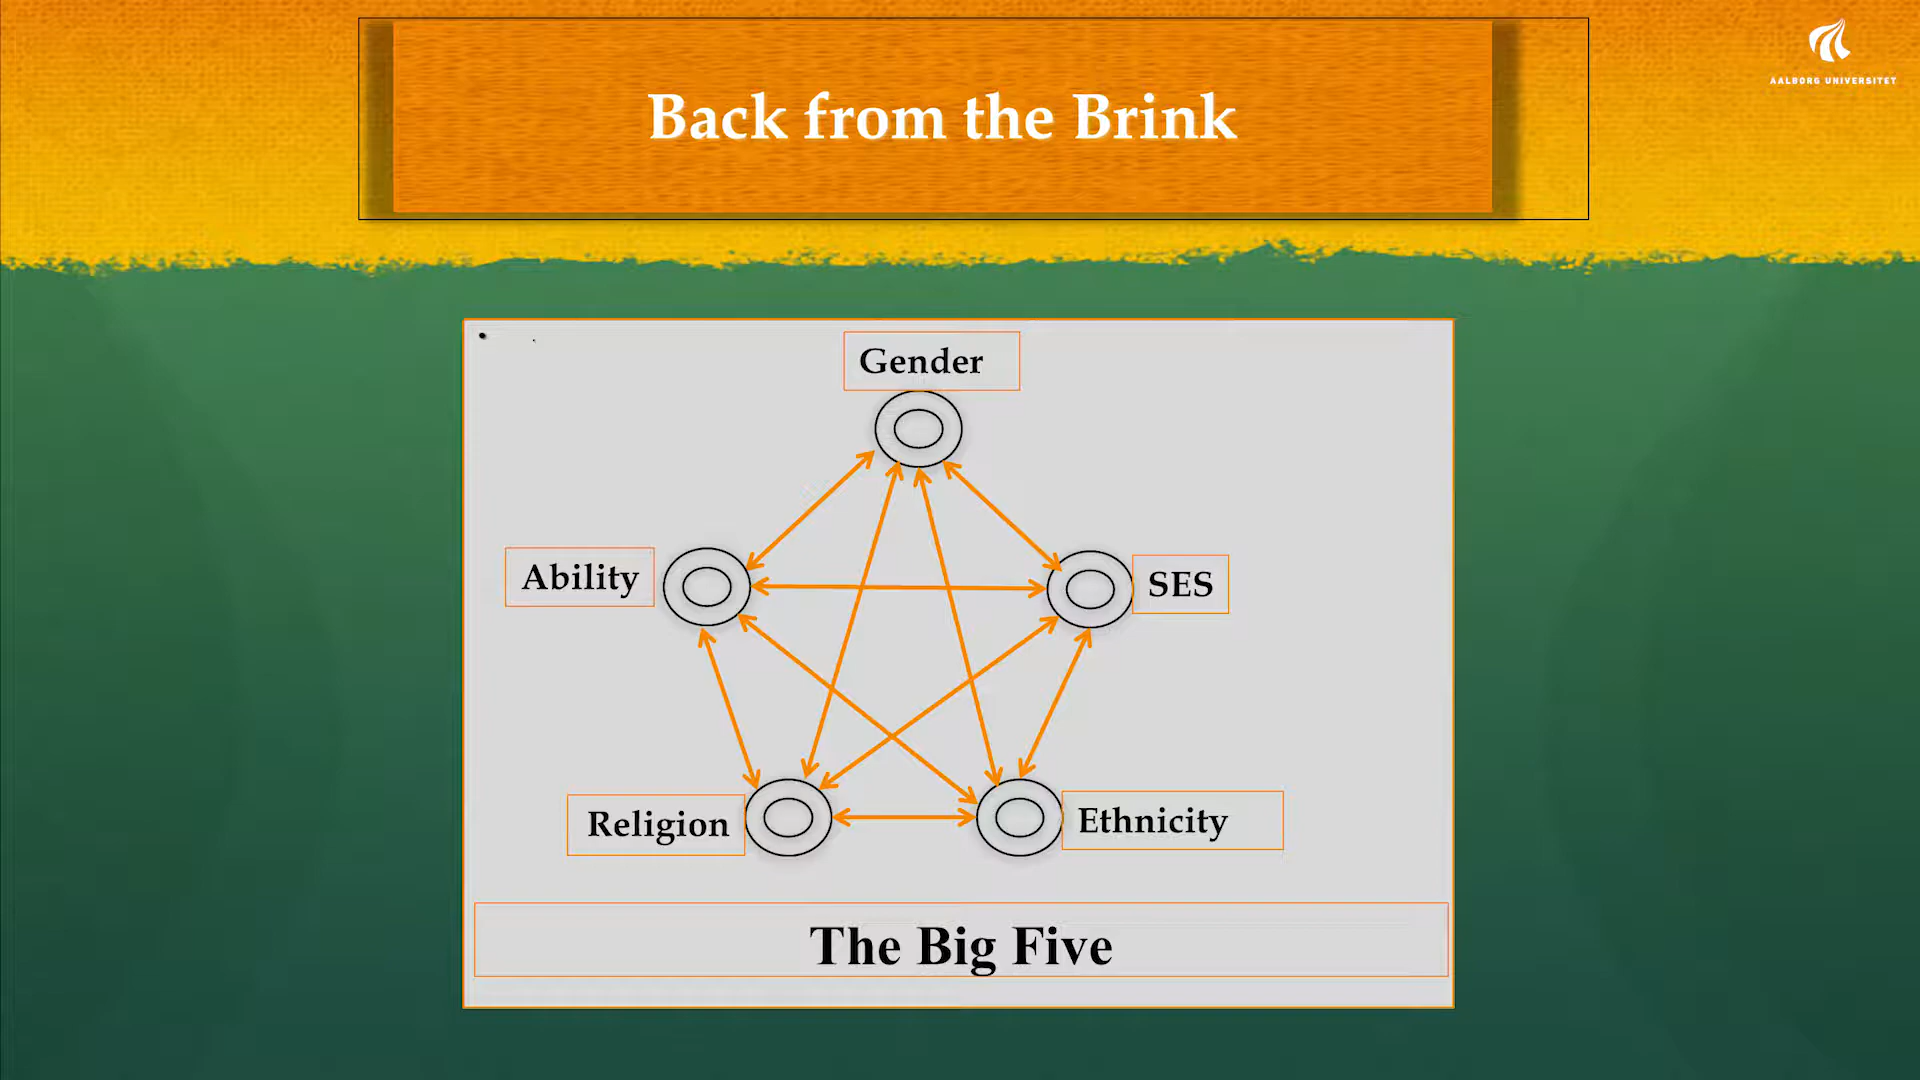 Back from the Brink
AALBORG UNIVERSITET
Gender
Ability
SES
Religion
Ethnicity
The Big Five